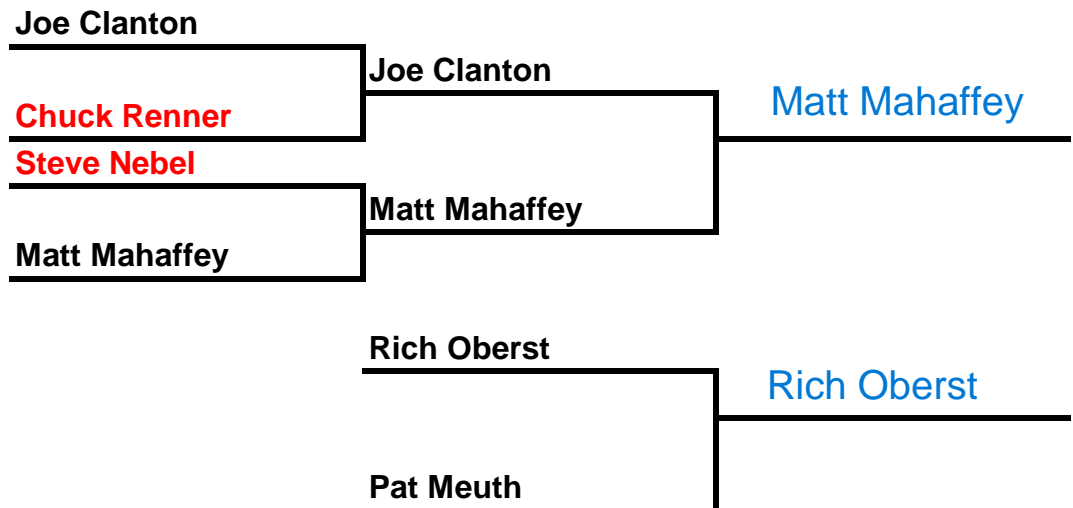 Joe Clanton
Joe Clanton
Matt Mahaffey
Chuck Renner
Steve Nebel
Matt Mahaffey
Matt Mahaffey
Rich Oberst
Rich Oberst
Pat Meuth